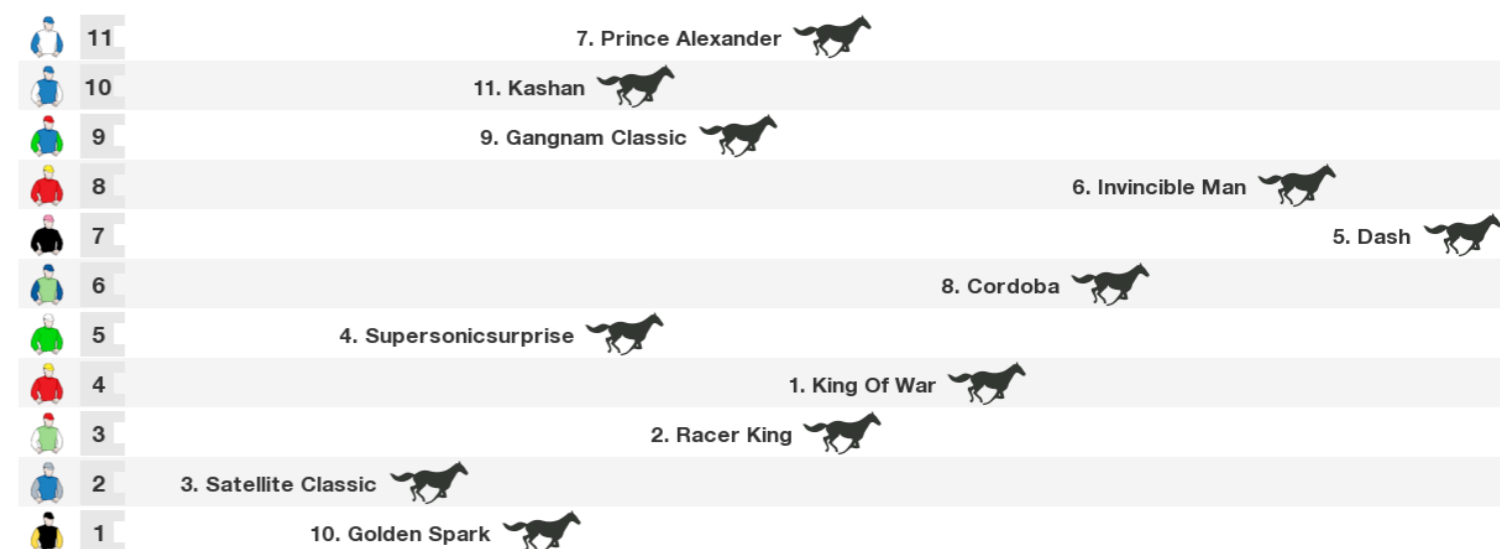 11 7. Prince Alexander
10 11. Kashan
9 9. Gangnam Classic
8 6. Invincible Man
7 5. Dash
6 8. Cordoba
5 4. Supersonicsurprise
4 1. King Of War
3 2. Racer King
2 3. Satellite Classic
1 10. Golden Spark